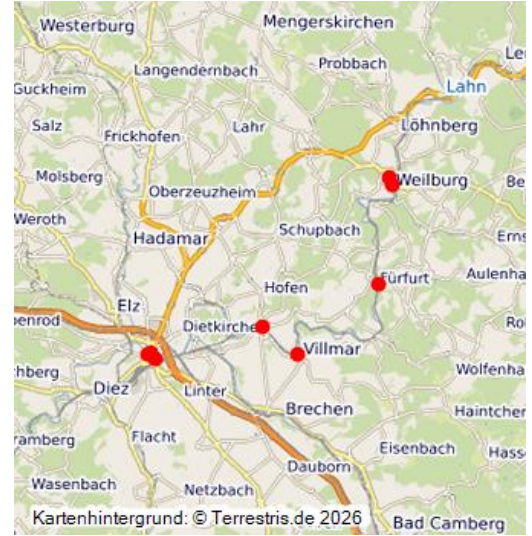 Westerburg
Mengerskirchen
Probbach
Langendernbach
Guckheim
Lahn
Salz
Frickhofen
Lahr
Löhnberg
Molsberg
Oberzeuzheim
Weilburg
Weroth
Schupbach
Hadamar
Fürfurt
Aulenha
Hofen
Elz
Dietkirche
Villmar
Diez
Linter
Wolfenha
Brechen
Haintcher
Flacht
Eisenbach
Dauborn
Wasenbach
Netzbach
Kartenhintergrund: © Terrestris.de 2026
Bad Camberg